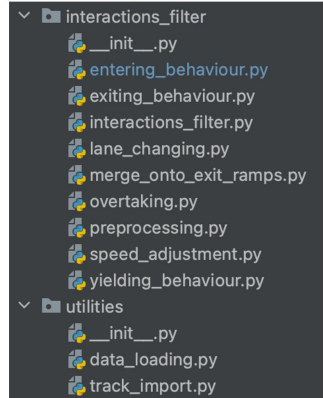 interactions_filter
__init__.py
entering_behaviour.py
exiting_behaviour.py
interactions_filter.py
lane_changing.py
merge_onto_exit_ramps.py
overtaking.py
preprocessing.py
speed_adjustment.py
yielding_behaviour.py
utilities
__init__.py
data_loading.py
track_import.py